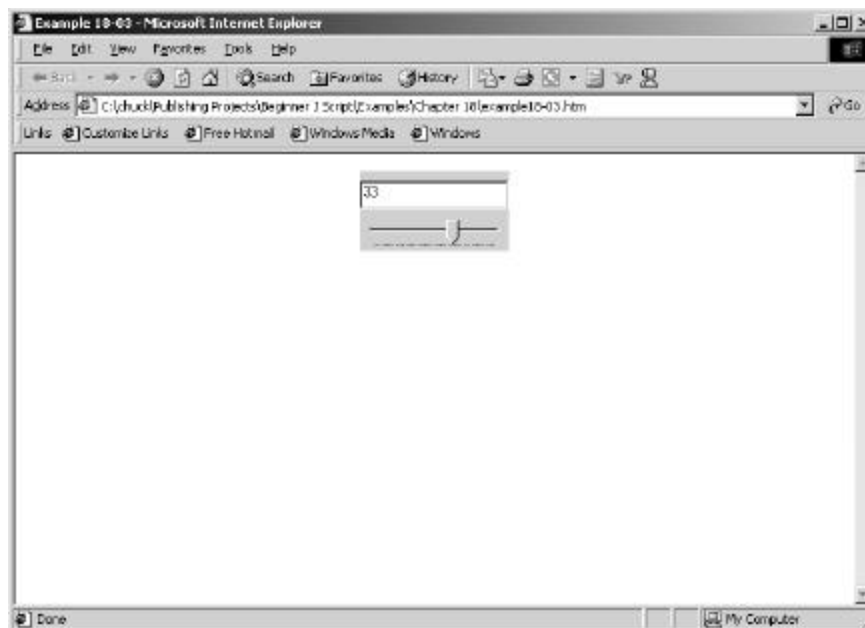 Example 18-03 - Microsoft Internet Explorer
File Edit View Favorites Tools Help
Back Search Favorites History
Address C:\chuck\Publishing Projects\Beginner J Script\Examples\Chapter 18\example18-03.htm Go
Links Customize Links Free Hotmail Windows Media Windows
33
Done My Computer